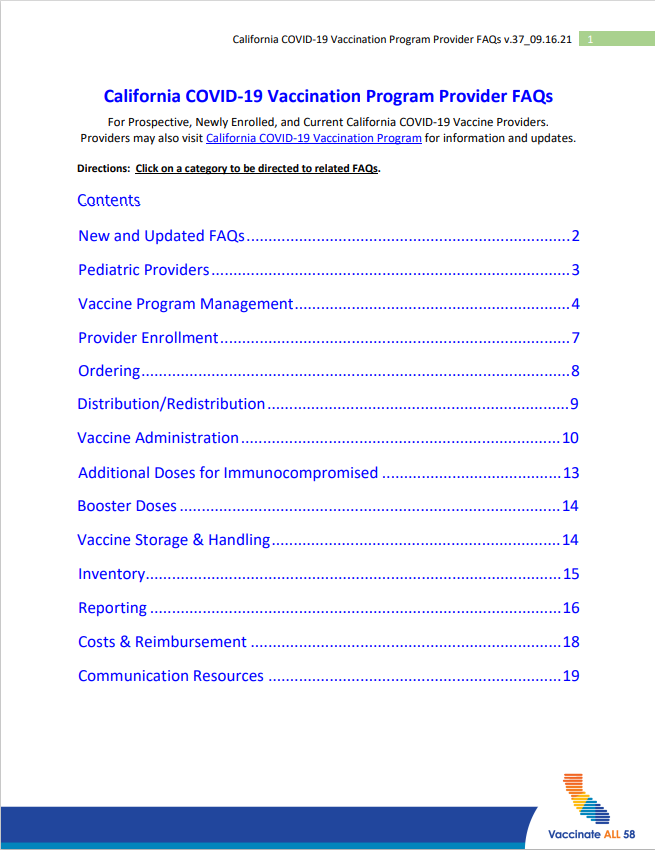 California COVID-19 Vaccination Program Provider FAQs v.37_09.16.21 1
California COVID-19 Vaccination Program Provider FAQs
For Prospective, Newly Enrolled, and Current California COVID-19 Vaccine Providers.
Providers may also visit California COVID-19 Vaccination Program for information and updates.
Directions: Click on a category to be directed to related FAQs.
Contents
New and Updated FAQs..........................................................................2
Pediatric Providers..................................................................................3
Vaccine Program Management...............................................................4
Provider Enrollment................................................................................7
Ordering..................................................................................................8
Distribution/Redistribution.....................................................................9
Vaccine Administration.........................................................................10
Additional Doses for Immunocompromised .........................................13
Booster Doses .......................................................................................14
Vaccine Storage & Handling..................................................................14
Inventory...............................................................................................15
Reporting ..............................................................................................16
Costs & Reimbursement .......................................................................18
Communication Resources ...................................................................19
Vaccinate ALL 58